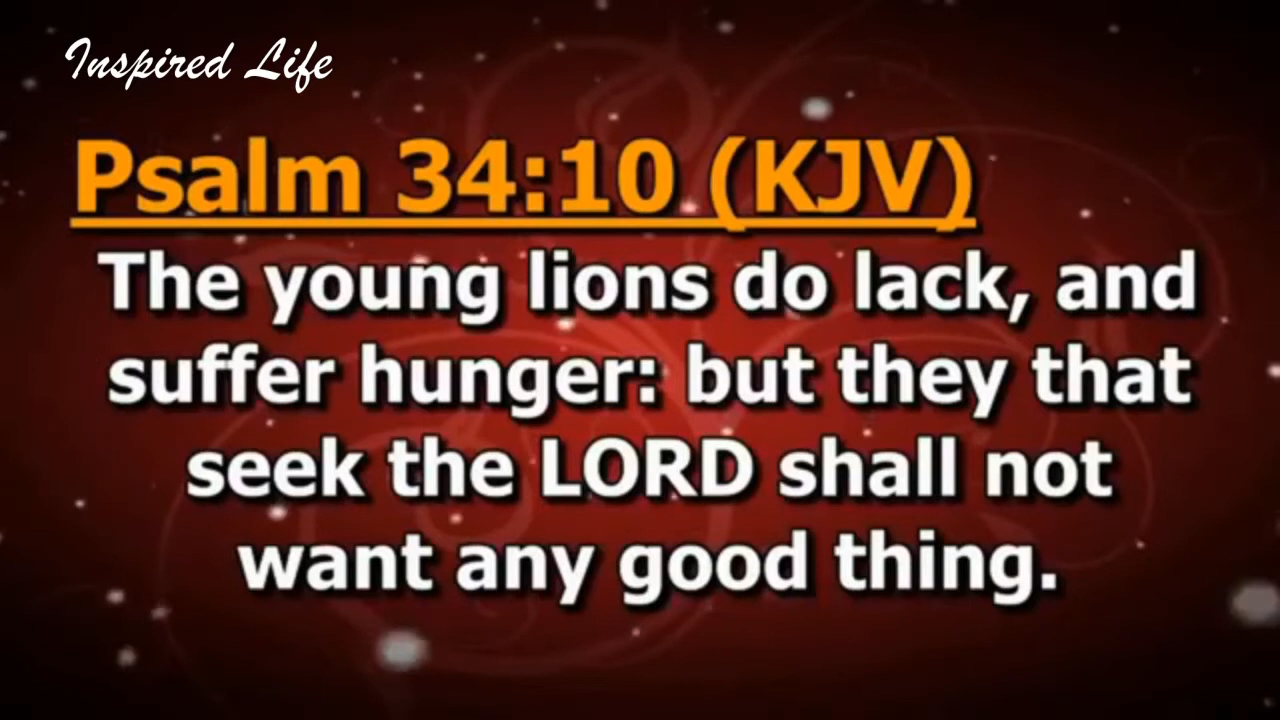 Inspired Life
Psalm 34:10 (KJV)
The young lions do lack, and
suffer hunger: but they that
seek the LORD shall not
want any good thing.